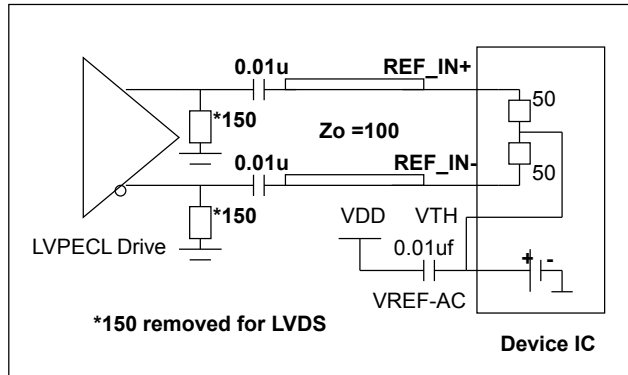 0.01u
REF_IN+
50
*150
Zo =100
0.01u
REF_IN-
50
*150
VDD
VTH
LVPECL Drive
0.01uf
+ -
VREF-AC
*150 removed for LVDS
Device IC